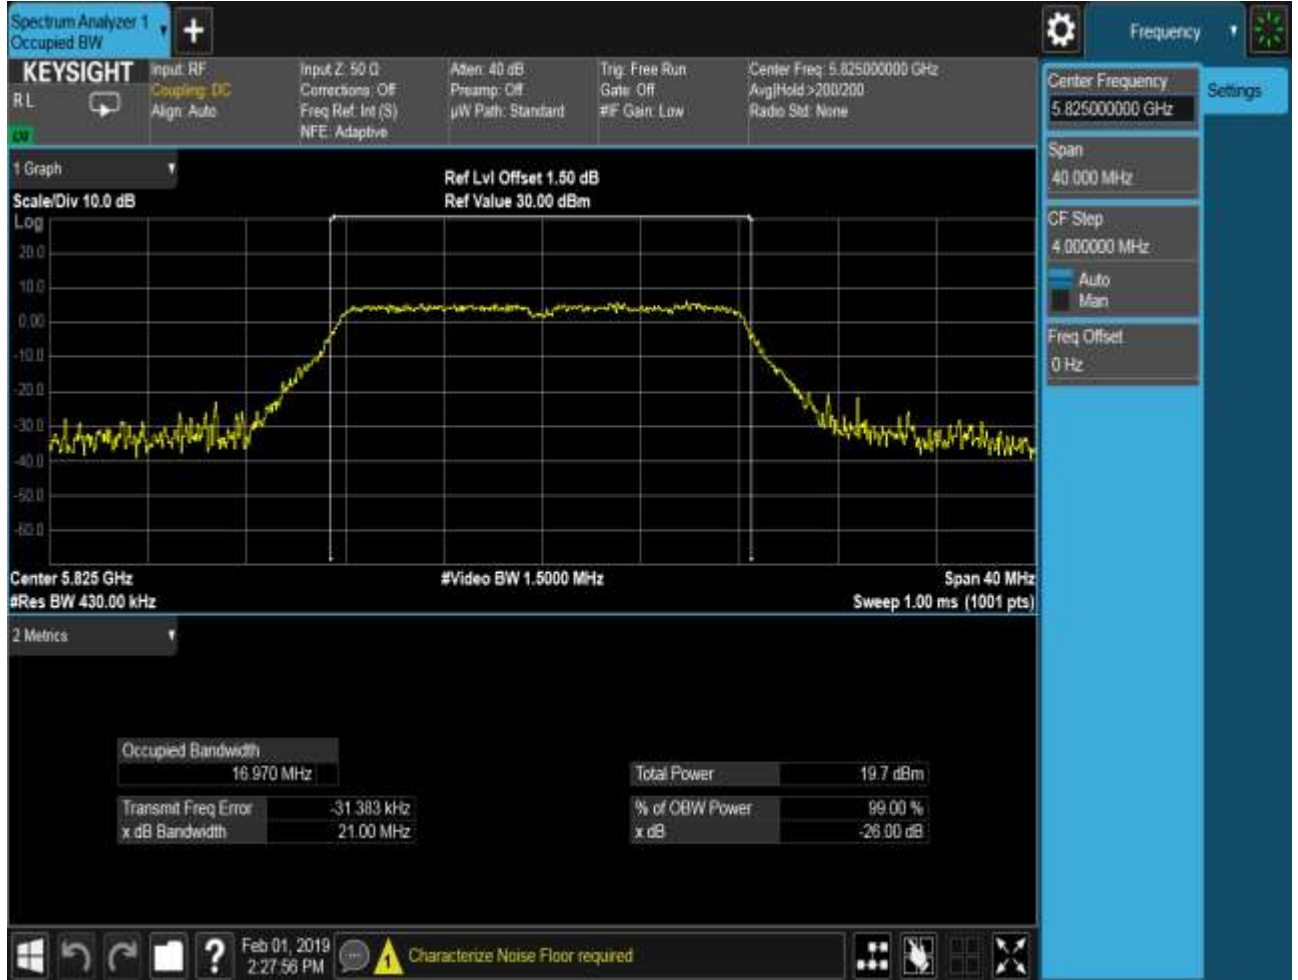 Spectrum Analyzer 1
Occupied BW
Frequency
KEYSIGHT
R L
Input: RF
Coupling: DC
Align: Auto
Input Z: 50 Ω
Corrections: Off
Freq Ref: Int (S)
NFE: Adaptive
Atten: 40 dB
Preamp: Off
µW Path: Standard
Trig: Free Run
Gate: Off
#IF Gain: Low
Center Freq: 5.825000000 GHz
Avg|Hold:>200/200
Radio Std: None
Center Frequency
5.825000000 GHz
Settings
Span
40.000 MHz
CF Step
4.000000 MHz
Auto
Man
Freq Offset
0 Hz
1 Graph
Scale/Div 10.0 dB
Ref Lvl Offset 1.50 dB
Ref Value 30.00 dBm
Log
20.0
10.0
0.00
-10.0
-20.0
-30.0
-40.0
-50.0
-60.0
Center 5.825 GHz
#Video BW 1.5000 MHz
Span 40 MHz
#Res BW 430.00 kHz
Sweep 1.00 ms (1001 pts)
2 Metrics
Occupied Bandwidth
16.970 MHz
Total Power 19.7 dBm
Transmit Freq Error -31.383 kHz
% of OBW Power 99.00 %
x dB Bandwidth 21.00 MHz
x dB -26.00 dB
?
Feb 01, 2019
2:27:56 PM
1
Characterize Noise Floor required